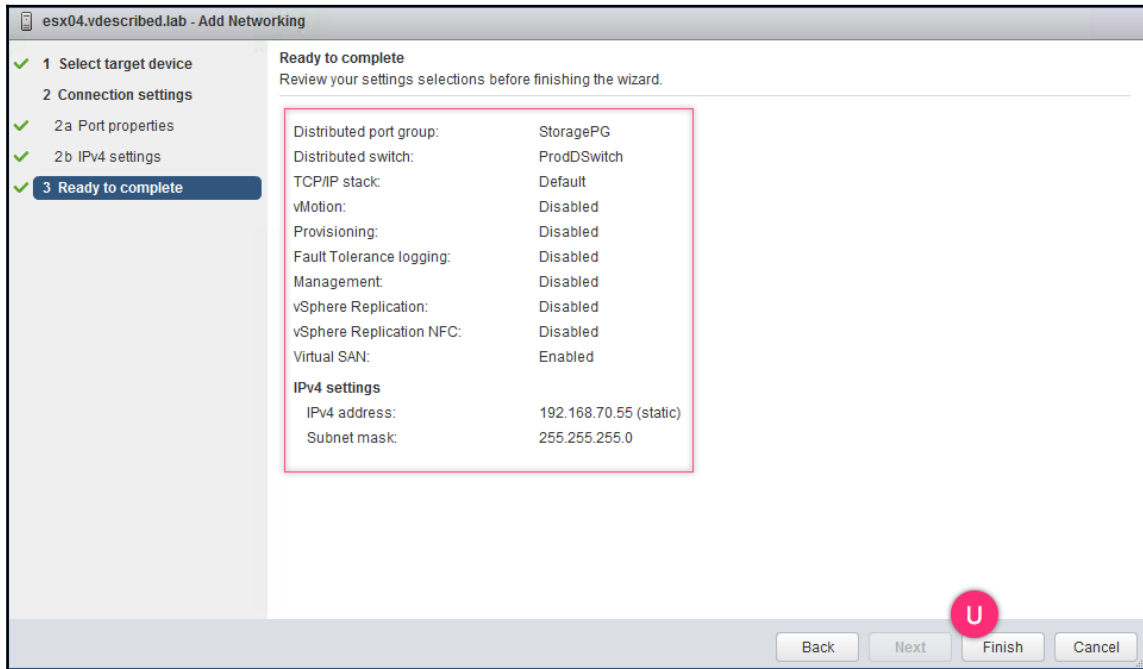 esx04.vdescribed.lab - Add Networking
1 Select target device
2 Connection settings
2a Port properties
2b IPv4 settings
3 Ready to complete
Ready to complete
Review your settings selections before finishing the wizard.
Distributed port group: StoragePG
Distributed switch: ProdDSwitch
TCP/IP stack: Default
vMotion: Disabled
Provisioning: Disabled
Fault Tolerance logging: Disabled
Management: Disabled
vSphere Replication: Disabled
vSphere Replication NFC: Disabled
Virtual SAN: Enabled
IPv4 settings
IPv4 address: 192.168.70.55 (static)
Subnet mask: 255.255.255.0
U
Back Next Finish Cancel